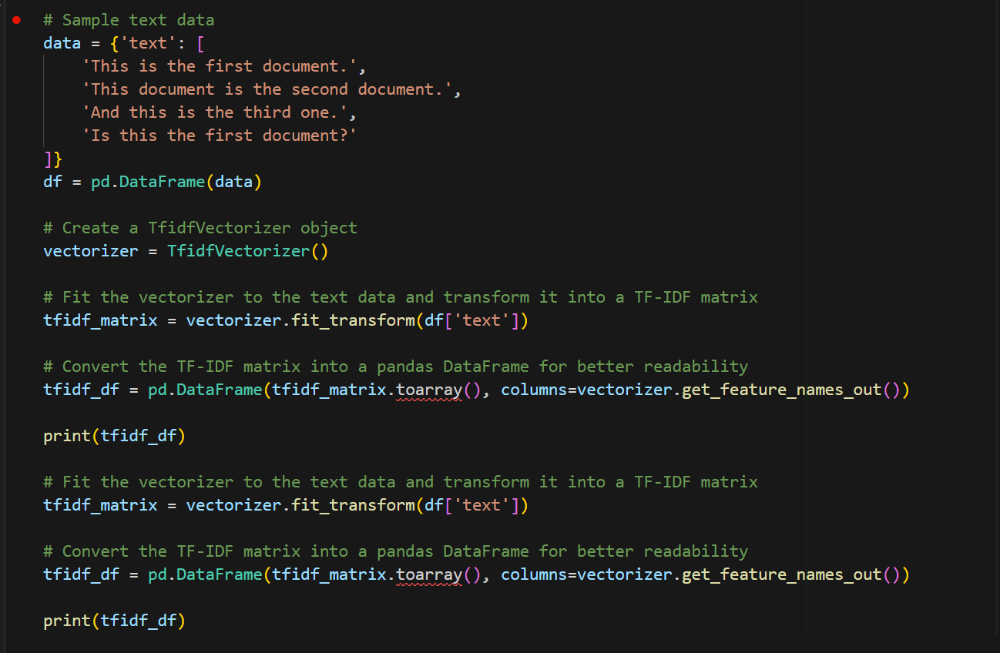 # Sample text data
data = {'text': [
    'This is the first document.',
    'This document is the second document.',
    'And this is the third one.',
    'Is this the first document?'
]}
df = pd.DataFrame(data)

# Create a TfidfVectorizer object
vectorizer = TfidfVectorizer()

# Fit the vectorizer to the text data and transform it into a TF-IDF matrix
tfidf_matrix = vectorizer.fit_transform(df['text'])

# Convert the TF-IDF matrix into a pandas DataFrame for better readability
tfidf_df = pd.DataFrame(tfidf_matrix.toarray(), columns=vectorizer.get_feature_names_out())

print(tfidf_df)

# Fit the vectorizer to the text data and transform it into a TF-IDF matrix
tfidf_matrix = vectorizer.fit_transform(df['text'])

# Convert the TF-IDF matrix into a pandas DataFrame for better readability
tfidf_df = pd.DataFrame(tfidf_matrix.toarray(), columns=vectorizer.get_feature_names_out())

print(tfidf_df)